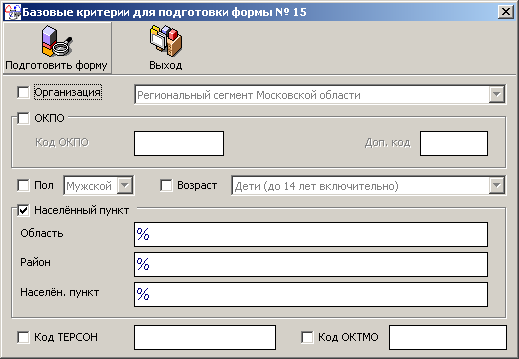 Базовые критерии для подготовки формы № 15
Подготовить форму Выход
Организация Региональный сегмент Московской области
ОКПО
Код ОКПО Доп. код
Пол Мужской Возраст Дети (до 14 лет включительно)
Населённый пункт
Область %
Район %
Населён. пункт %
Код ТЕРСОН Код ОКТМО